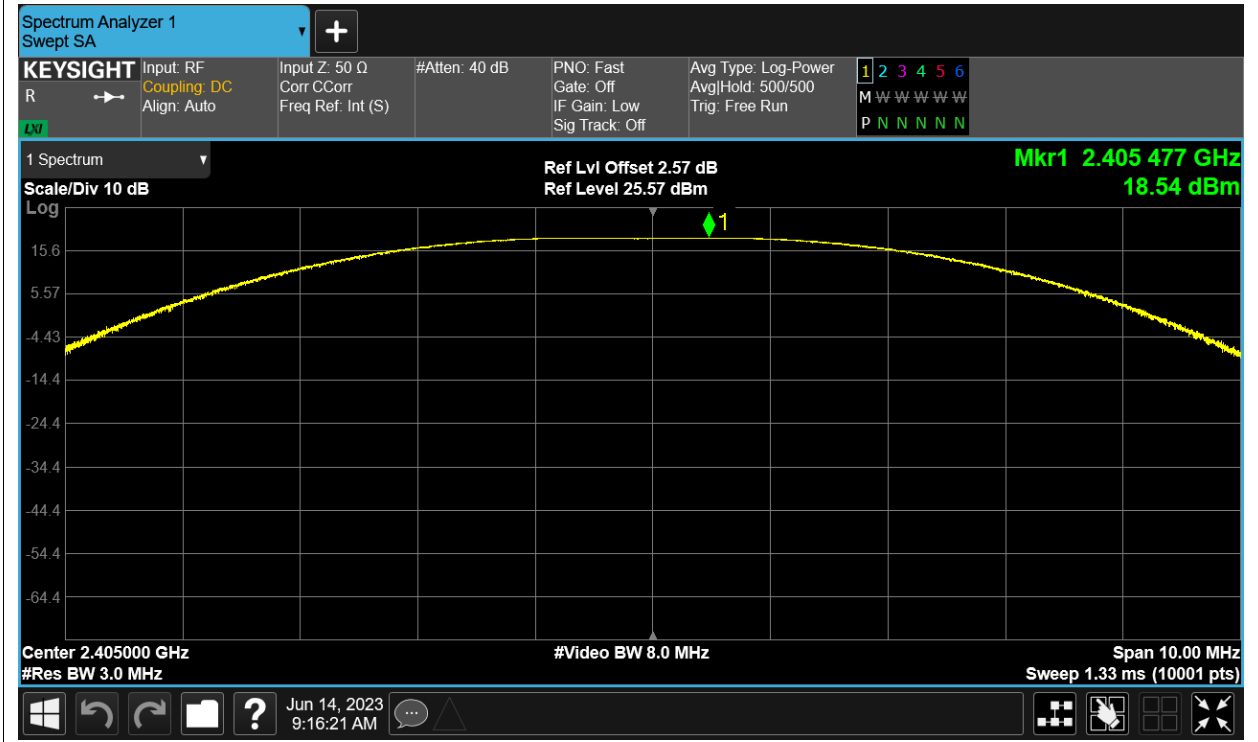 Spectrum Analyzer 1
Swept SA
+
KEYSIGHT
R
LXI
Input: RF
Coupling: DC
Align: Auto
Input Z: 50 Ω
Corr CCorr
Freq Ref: Int (S)
#Atten: 40 dB
PNO: Fast
Gate: Off
IF Gain: Low
Sig Track: Off
Avg Type: Log-Power
Avg|Hold: 500/500
Trig: Free Run
1 2 3 4 5 6
M W W W W W
P N N N N N
1 Spectrum
Scale/Div 10 dB
Ref Lvl Offset 2.57 dB
Ref Level 25.57 dBm
Mkr1 2.405 477 GHz
18.54 dBm
Log
1
15.6
5.57
-4.43
-14.4
-24.4
-34.4
-44.4
-54.4
-64.4
Center 2.405000 GHz
#Video BW 8.0 MHz
Span 10.00 MHz
#Res BW 3.0 MHz
Sweep 1.33 ms (10001 pts)
?
Jun 14, 2023
9:16:21 AM